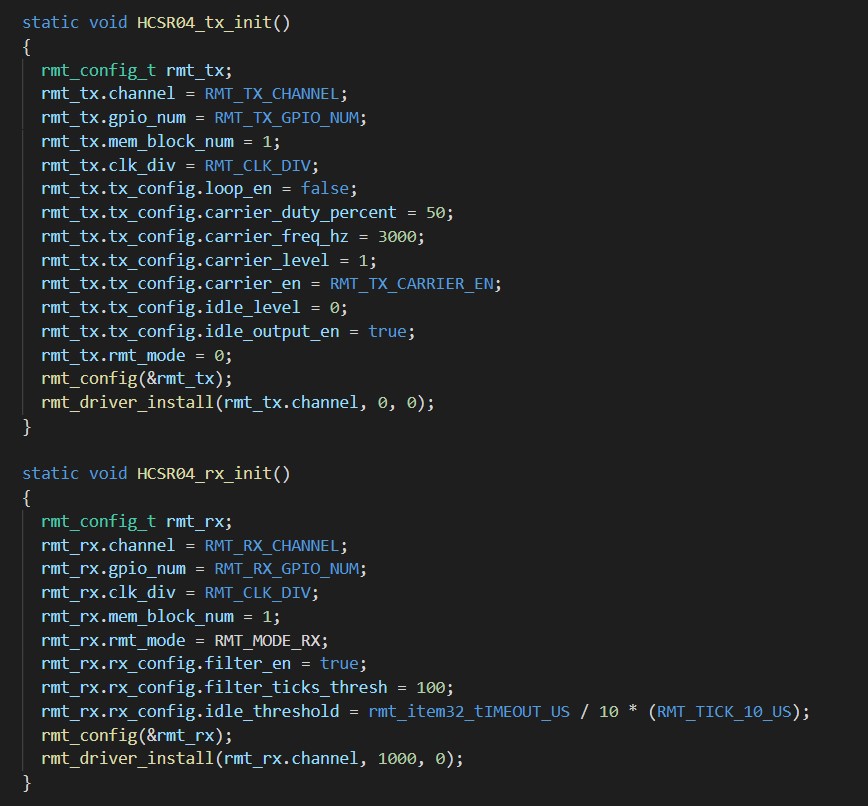 static void HCSR04_tx_init()
{
rmt_config_t rmt_tx;
rmt_tx.channel = RMT_TX_CHANNEL;
rmt_tx.gpio_num = RMT_TX_GPIO_NUM;
rmt_tx.mem_block_num = 1;
rmt_tx.clk_div = RMT_CLK_DIV;
rmt_tx.tx_config.loop_en = false;
rmt_tx.tx_config.carrier_duty_percent = 50;
rmt_tx.tx_config.carrier_freq_hz = 3000;
rmt_tx.tx_config.carrier_level = 1;
rmt_tx.tx_config.carrier_en = RMT_TX_CARRIER_EN;
rmt_tx.tx_config.idle_level = 0;
rmt_tx.tx_config.idle_output_en = true;
rmt_tx.rmt_mode = 0;
rmt_config(&rmt_tx);
rmt_driver_install(rmt_tx.channel, 0, 0);
}
static void HCSR04_rx_init()
{
rmt_config_t rmt_rx;
rmt_rx.channel = RMT_RX_CHANNEL;
rmt_rx.gpio_num = RMT_RX_GPIO_NUM;
rmt_rx.clk_div = RMT_CLK_DIV;
rmt_rx.mem_block_num = 1;
rmt_rx.rmt_mode = RMT_MODE_RX;
rmt_rx.rx_config.filter_en = true;
rmt_rx.rx_config.filter_ticks_thresh = 100;
rmt_rx.rx_config.idle_threshold = rmt_item32_tIMEOUT_US / 10 * (RMT_TICK_10_US);
rmt_config(&rmt_rx);
rmt_driver_install(rmt_rx.channel, 1000, 0);
}